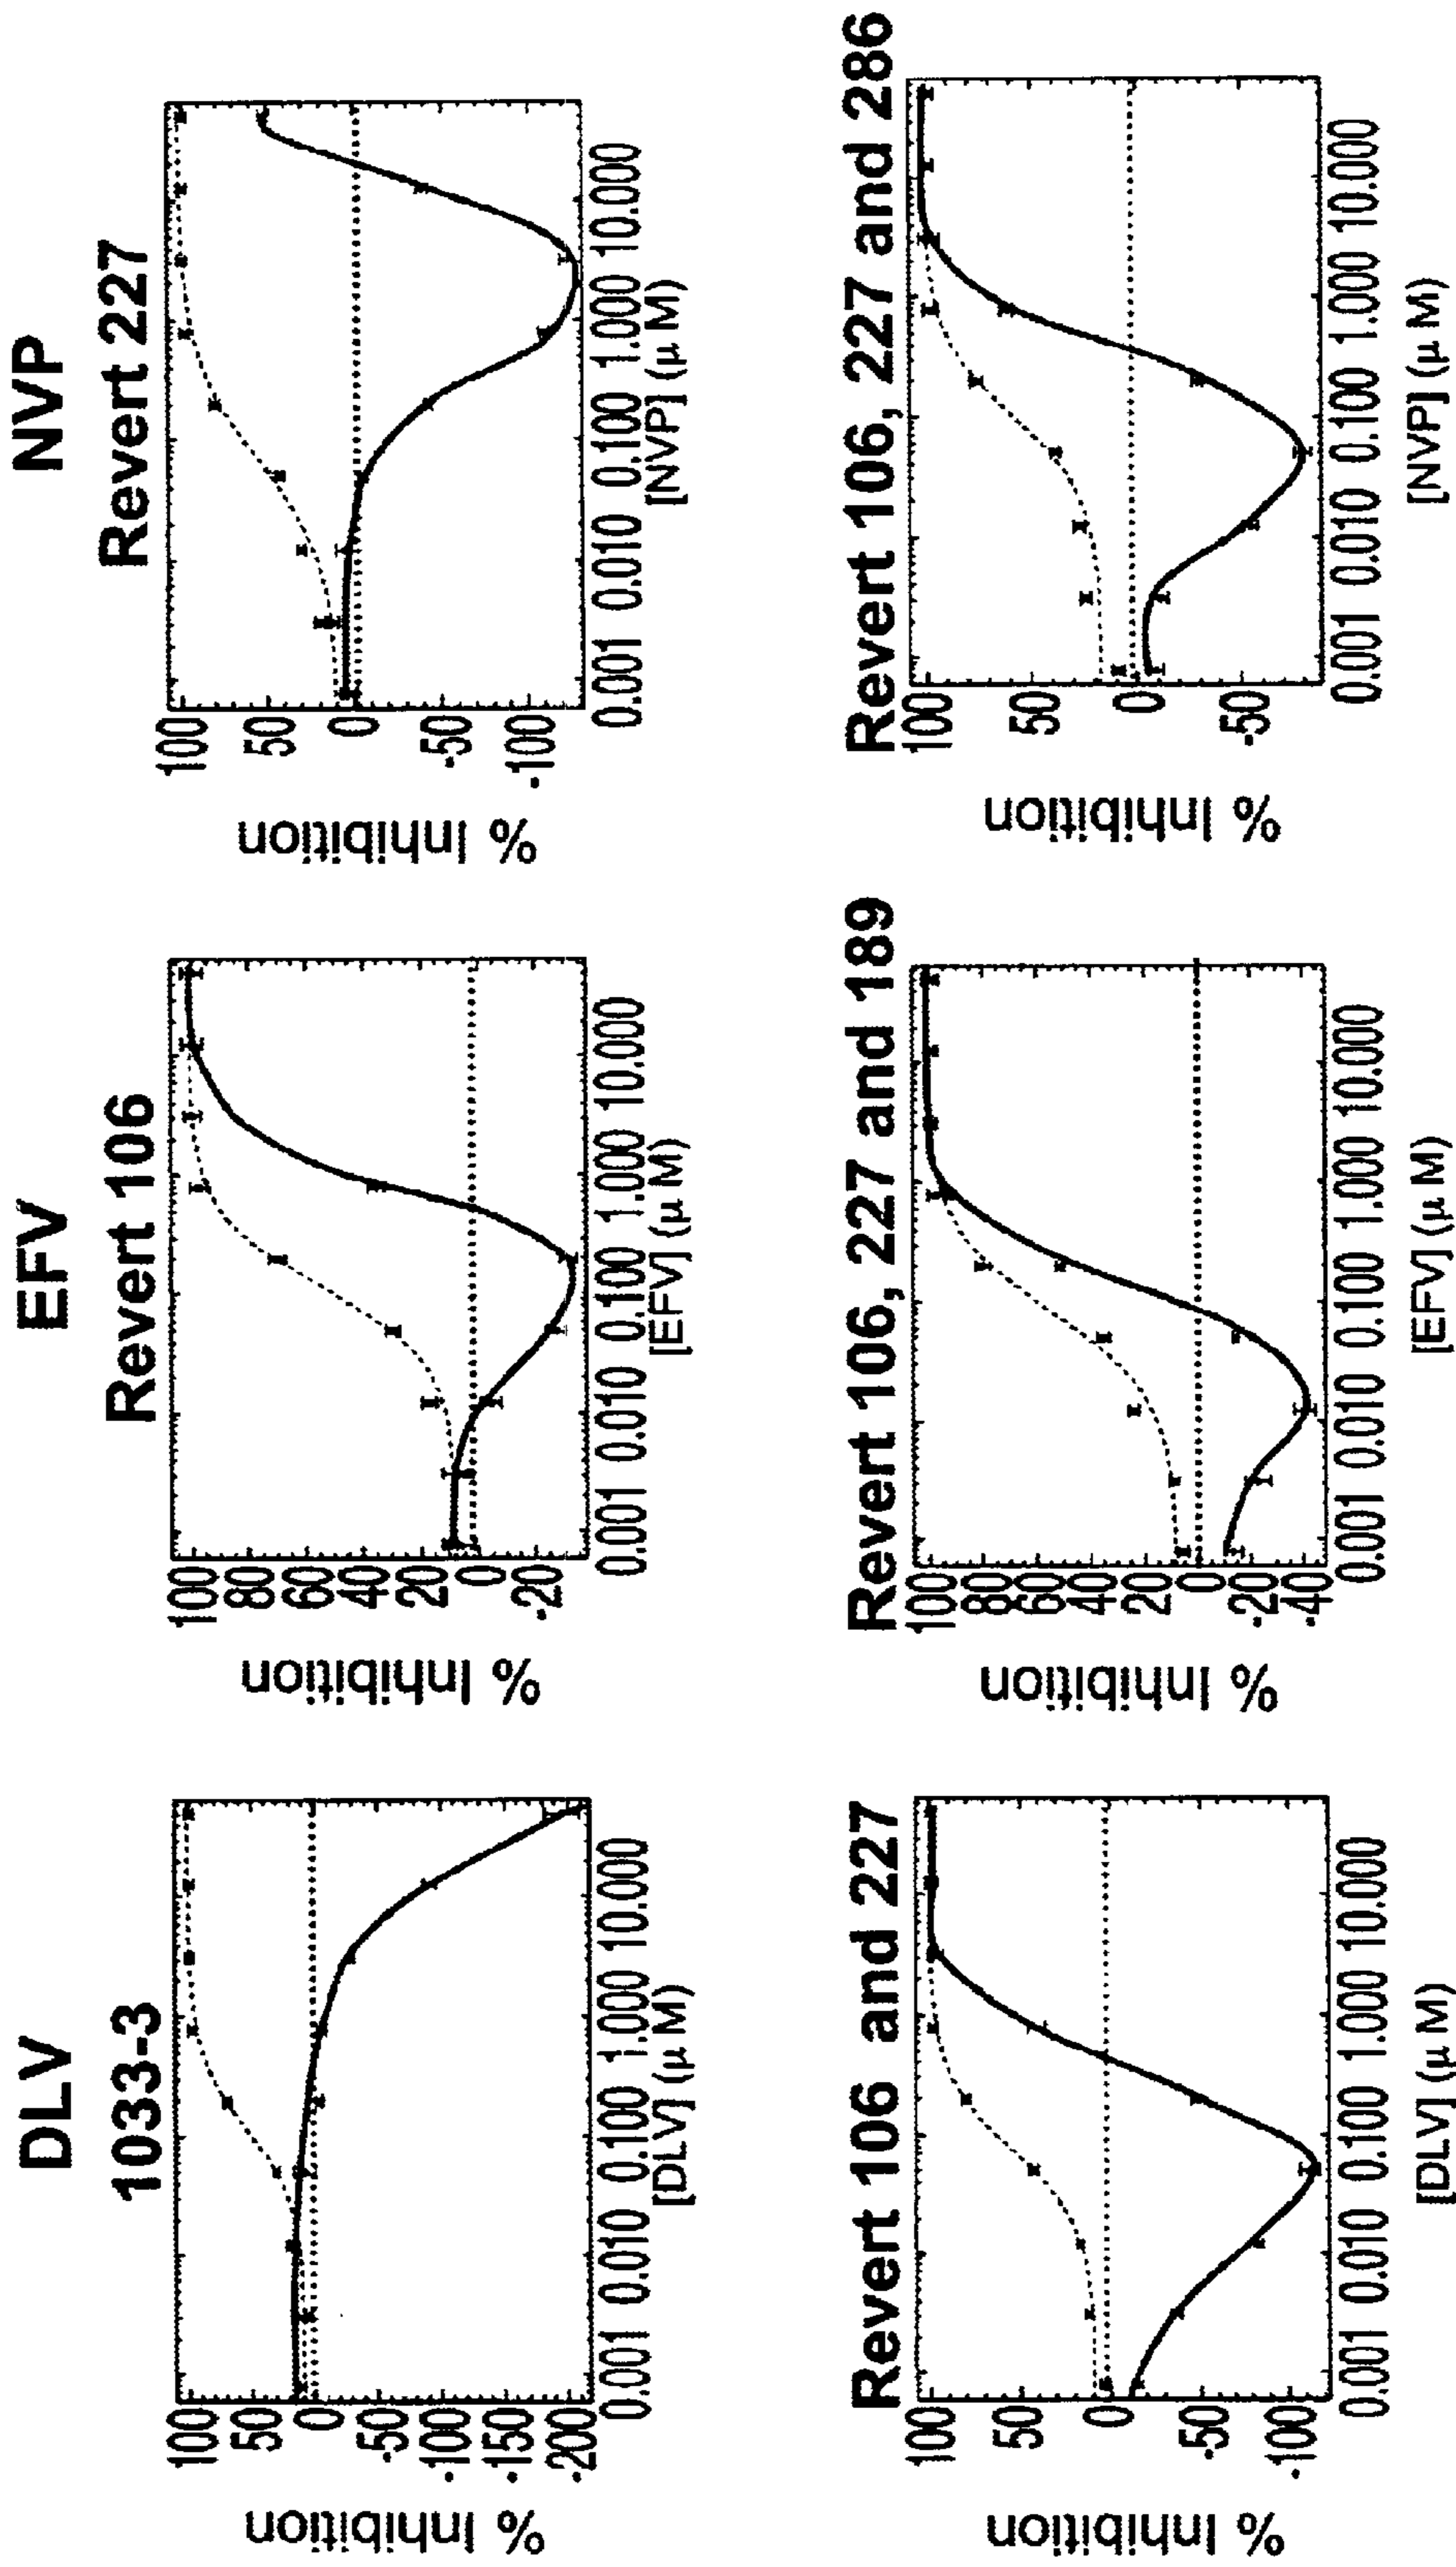 DLV
EFV
NVP
1033-3
Revert 106
Revert 227
% Inhibition
100
50
0
-50
-100
-150
-200
0.001 0.010 0.100 1.000 10.000
[DLV] (μ M)
% Inhibition
100
80
60
40
20
0
-20
0.001 0.010 0.100 1.000 10.000
[EFV] (μ M)
% Inhibition
100
50
0
-50
-100
0.001 0.010 0.100 1.000 10.000
[NVP] (μ M)
Revert 106 and 227
Revert 106, 227 and 189
Revert 106, 227 and 286
% Inhibition
100
50
0
-50
-100
0.001 0.010 0.100 1.000 10.000
[DLV] (μ M)
% Inhibition
100
80
60
40
20
0
-20
-40
0.001 0.010 0.100 1.000 10.000
[EFV] (μ M)
% Inhibition
100
50
0
-50
0.001 0.010 0.100 1.000 10.000
[NVP] (μ M)